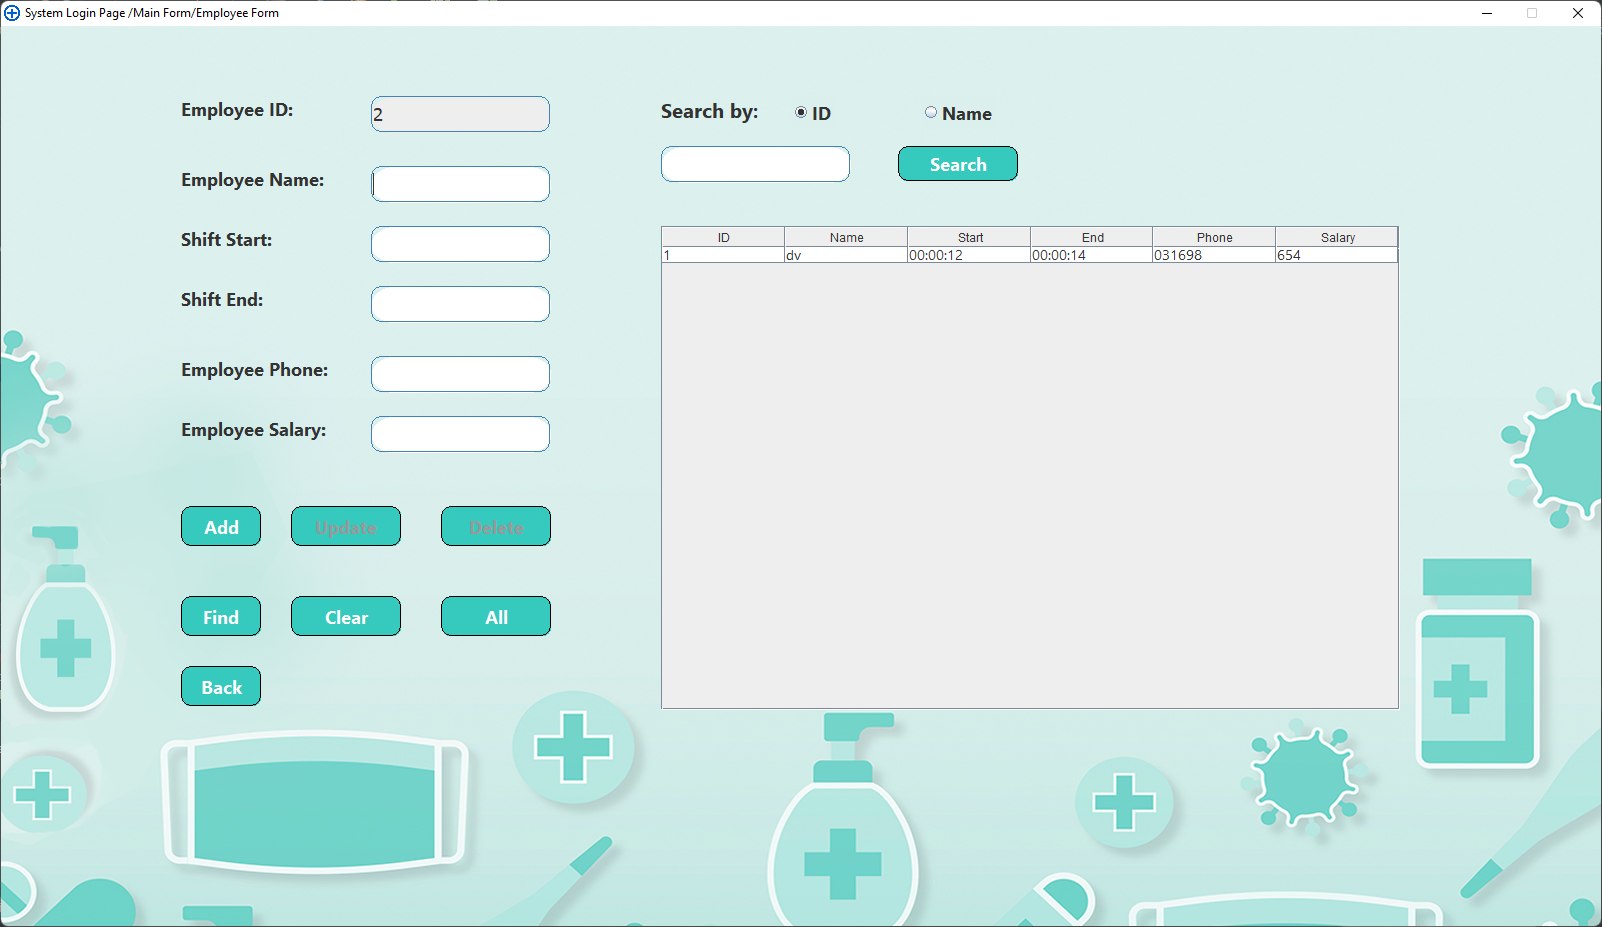 System Login Page /Main Form/Employee Form
Employee ID: 2
Employee Name:
Shift Start:
Shift End:
Employee Phone:
Employee Salary:
Add Update Delete
Find Clear All
Back
Search by: ID Name
Search
ID Name Start End Phone Salary
1 dv 00:00:12 00:00:14 031698 654